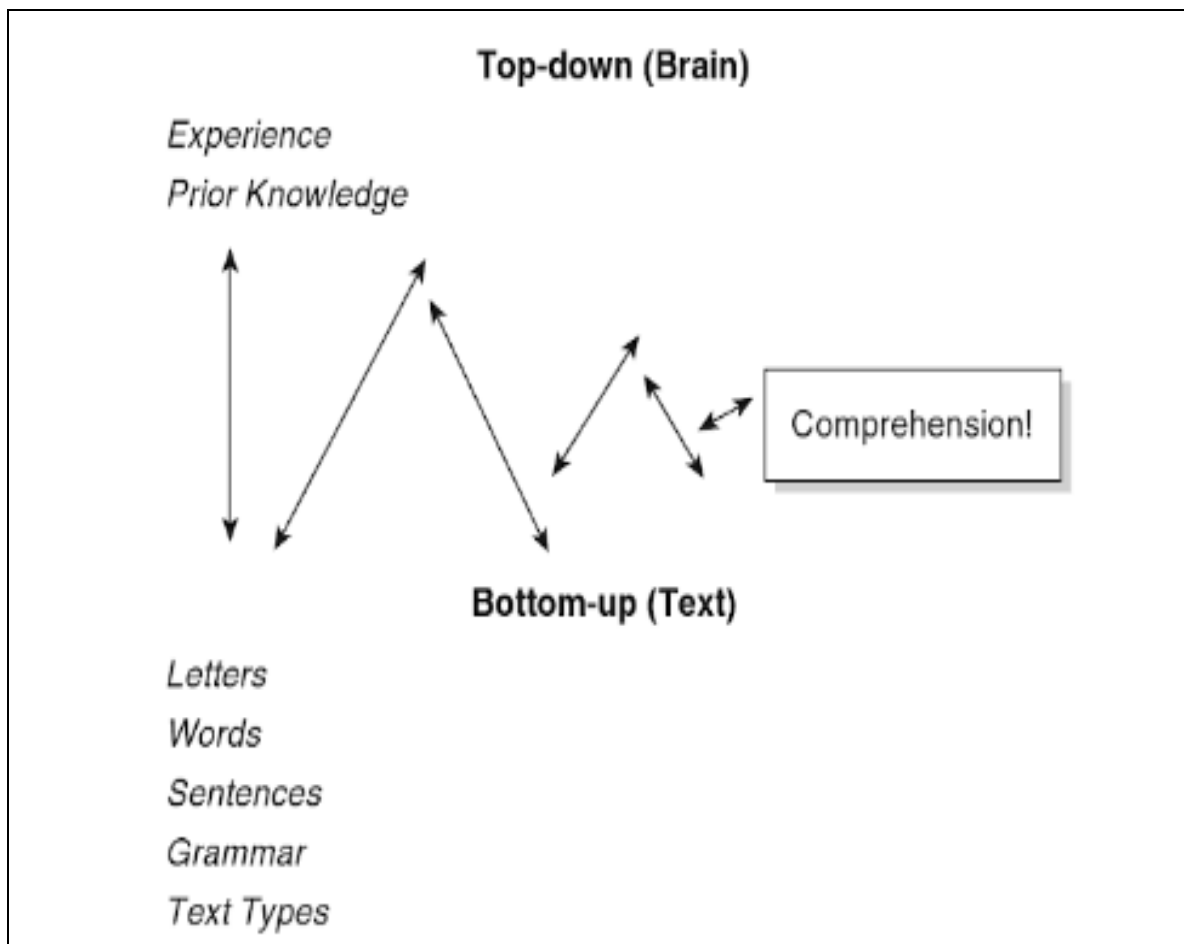 Top-down (Brain)
Experience
Prior Knowledge
Comprehension!
Bottom-up (Text)
Letters
Words
Sentences
Grammar
Text Types